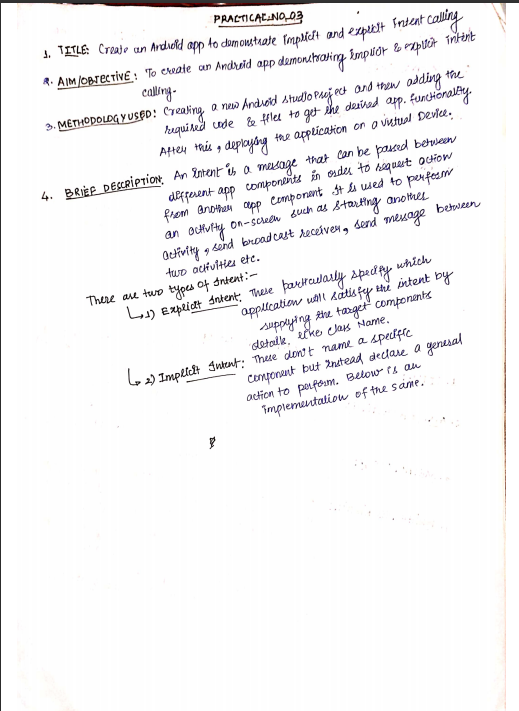 PRACTICAL NO. 03
1. TITLE: Create an Android app to demonstrate Implicit and explicit Intent Calling
2. AIM/OBJECTIVE: To create an Android app demonstrating Implicit & explicit intent
calling.
3. METHODOLOGY USED: Creating a new Android studio Project and then adding the
required code & files to get the desired app. functionality.
After this, deploying the application on a Virtual Device.
4. BRIEF DESCRIPTION: An Intent is a message that can be passed between
different app components in order to request action
from another app component. It is used to perform
an activity on-screen such as starting another
activity, send broadcast receiver, send message between
two activities etc.
There are two types of Intent:-
1) Explicit Intent: These particularly specify which
application will satisfy the intent by
supplying the target components
details. like class Name.
2) Implicit Intent: These don't name a specific
component but instead declare a general
action to perform. Below is an
implementation of the same.